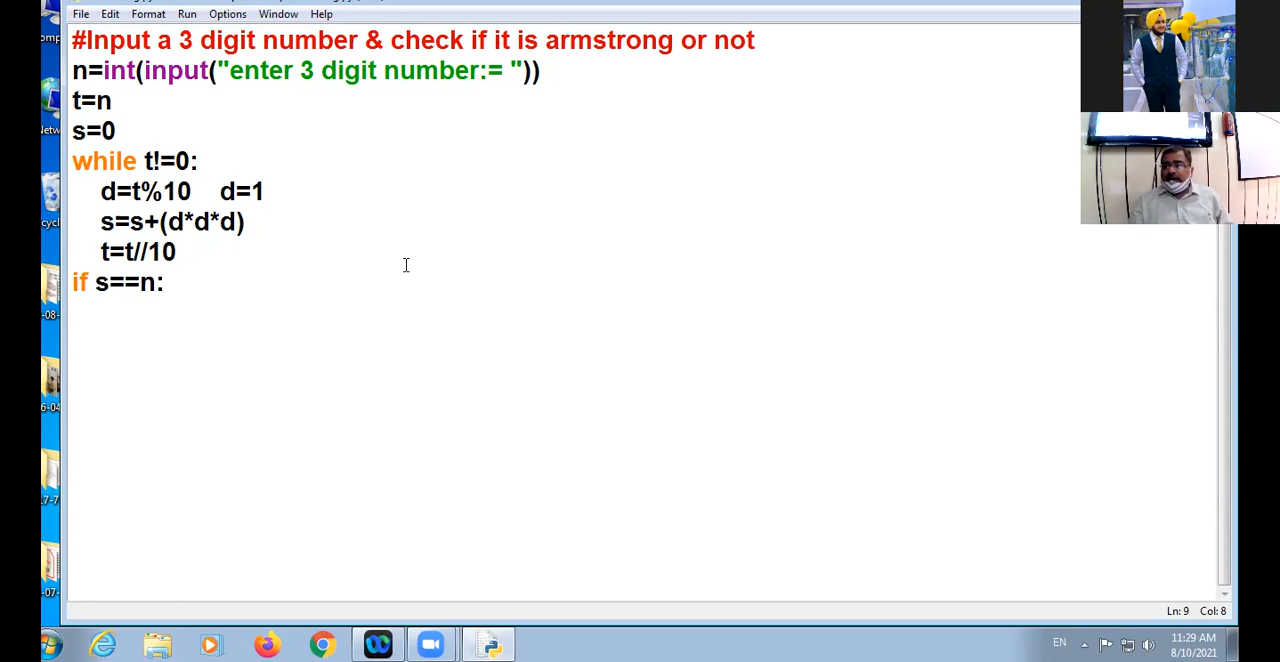 File Edit Format Run Options Window Help
#Input a 3 digit number & check if it is armstrong or not
n=int(input("enter 3 digit number:= "))
t=n
s=0
while t!=0:
d=t%10 d=1
s=s+(d*d*d)
t=t//10
if s==n:
Ln: 9 Col: 8
EN
11:29 AM
8/10/2021